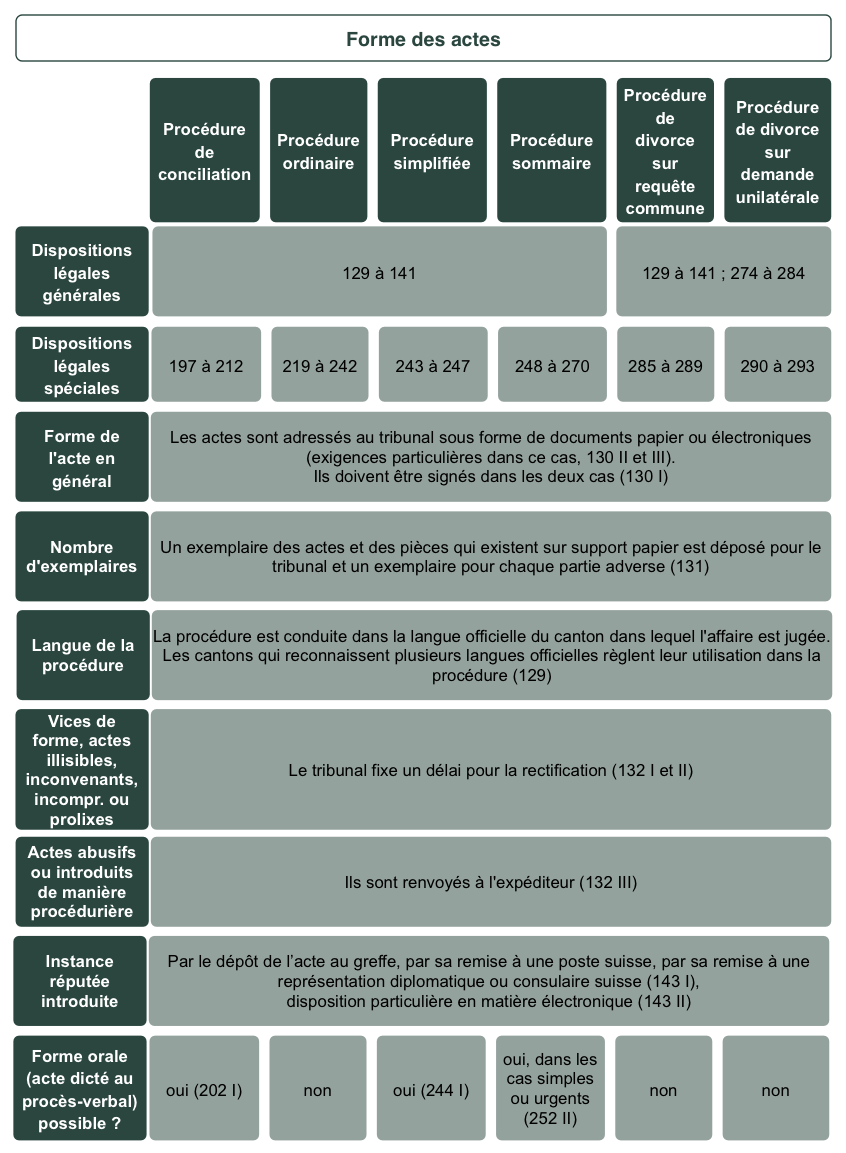 Forme des actes
Procédure
de
conciliation
Procédure
ordinaire
Procédure
simplifiée
Procédure
sommaire
Procédure
de
divorce
sur
requête
commune
Procédure
de divorce
sur
demande
unilatérale
Dispositions
légales
générales
129 à 141
129 à 141 ; 274 à 284
Dispositions
légales
spéciales
197 à 212
219 à 242
243 à 247
248 à 270
285 à 289
290 à 293
Forme de
l'acte en
général
Les actes sont adressés au tribunal sous forme de documents papier ou électroniques
(exigences particulières dans ce cas, 130 II et III).
Ils doivent être signés dans les deux cas (130 I)
Nombre
d'exemplaires
Un exemplaire des actes et des pièces qui existent sur support papier est déposé pour le
tribunal et un exemplaire pour chaque partie adverse (131)
Langue de la
procédure
La procédure est conduite dans la langue officielle du canton dans lequel l'affaire est jugée.
Les cantons qui reconnaissent plusieurs langues officielles règlent leur utilisation dans la
procédure (129)
Vices de
forme, actes
illisibles,
inconvenants,
incompr. ou
prolixes
Le tribunal fixe un délai pour la rectification (132 I et II)
Actes abusifs
ou introduits
de manière
procédurière
Ils sont renvoyés à l'expéditeur (132 III)
Instance
réputée
introduite
Par le dépôt de l’acte au greffe, par sa remise à une poste suisse, par sa remise à une
représentation diplomatique ou consulaire suisse (143 I),
disposition particulière en matière électronique (143 II)
Forme orale
(acte dicté au
procès-verbal)
possible ?
oui (202 I)
non
oui (244 I)
oui, dans les
cas simples
ou urgents
(252 II)
non
non